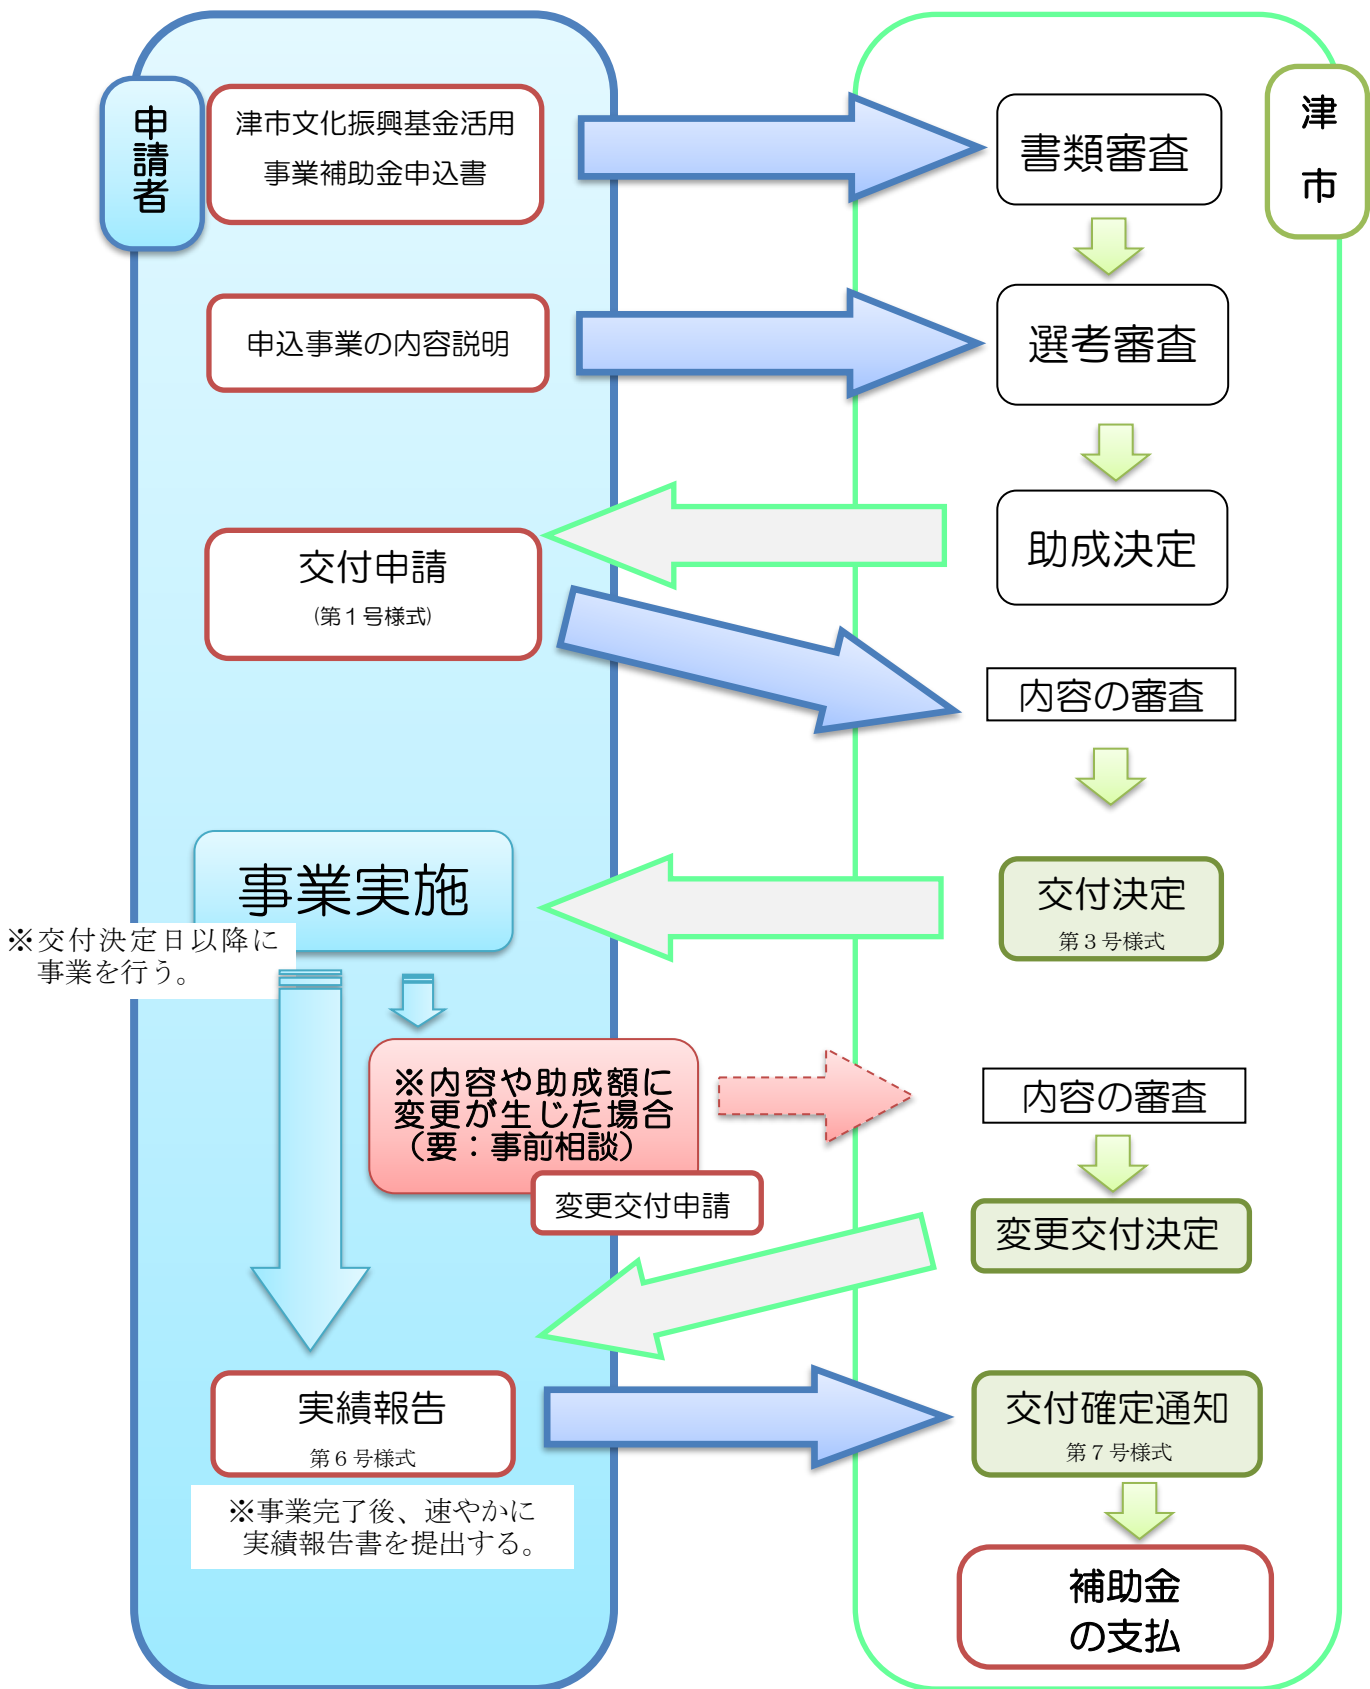 申請者
津市文化振興基金活用
事業補助金申込書
書類審査
津
市
申込事業の内容説明
選考審査
助成決定
交付申請
(第１号様式)
内容の審査
事業実施
※交付決定日以降に
事業を行う。
交付決定
第３号様式
※内容や助成額に
変更が生じた場合
（要：事前相談）
変更交付申請
内容の審査
変更交付決定
実績報告
第６号様式
※事業完了後、速やかに
実績報告書を提出する。
交付確定通知
第７号様式
補助金
の支払